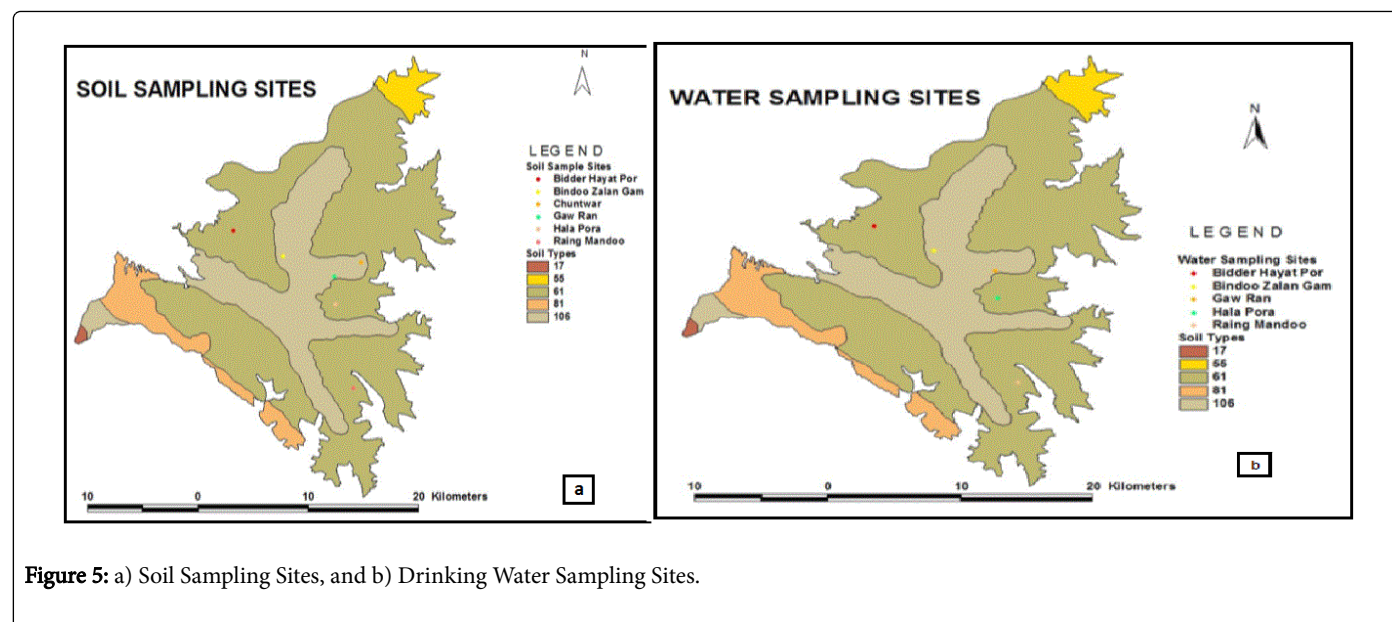 SOIL SAMPLING SITES
N
LEGEND
Soil Sample Sites
Bidder Hayat Por
Bindoo Zalan Gam
Chuntwar
Gaw Ran
Hala Pora
Raing Mandoo
Soil Types
17
55
61
81
106
a
10 0 10 20 Kilometers
WATER SAMPLING SITES
N
LEGEND
Water Sampling Sites
Bidder Hayat Por
Bindoo Zalan Gam
Gaw Ran
Hala Pora
Raing Mandoo
Soil Types
17
55
61
81
106
b
10 0 10 20 Kilometers
Figure 5: a) Soil Sampling Sites, and b) Drinking Water Sampling Sites.